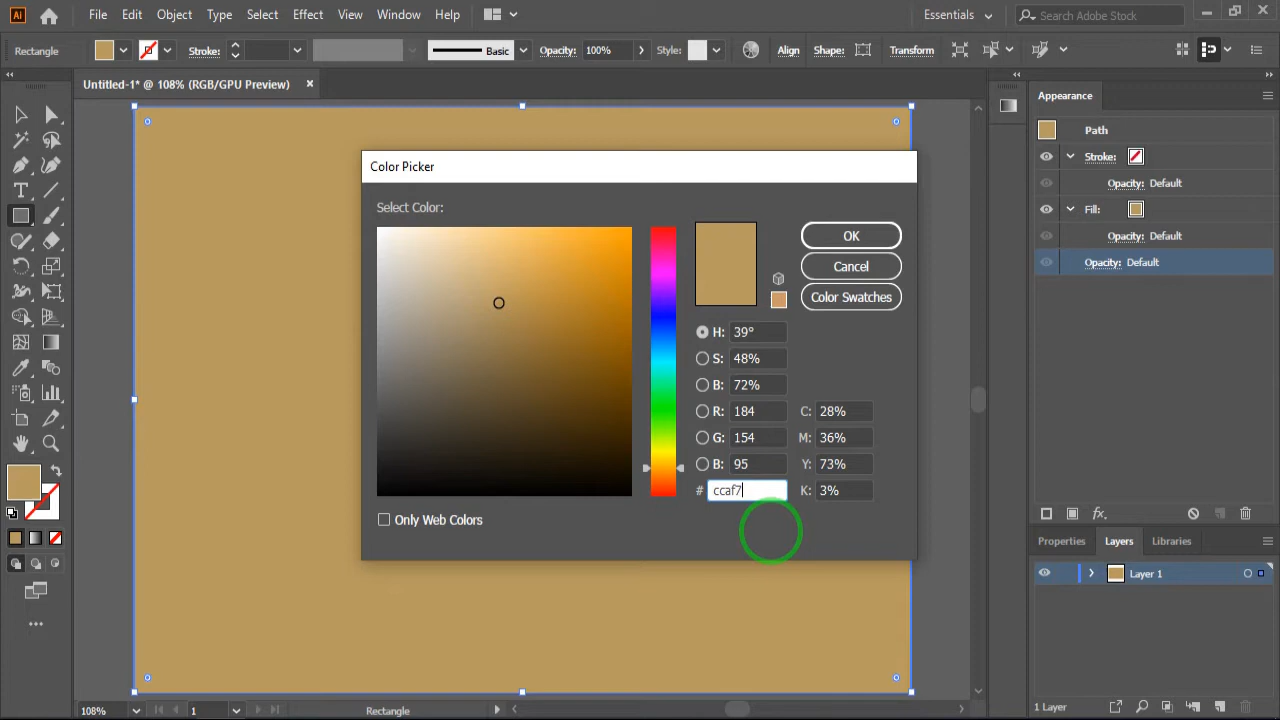 Ai File Edit Object Type Select Effect View Window Help Essentials Search Adobe Stock
Rectangle Stroke: Basic Opacity: 100% Style: Align Shape: Transform
Untitled-1* @ 108% (RGB/GPU Preview)
Color Picker
Select Color:
OK
Cancel
Color Swatches
H: 39°
S: 48%
B: 72%
R: 184 C: 28%
G: 154 M: 36%
B: 95 Y: 73%
# ccaf7 K: 3%
Only Web Colors
Appearance
Path
Stroke:
Opacity: Default
Fill:
Opacity: Default
Opacity: Default
fx
Properties Layers Libraries
Layer 1
1 Layer
108% 1 Rectangle